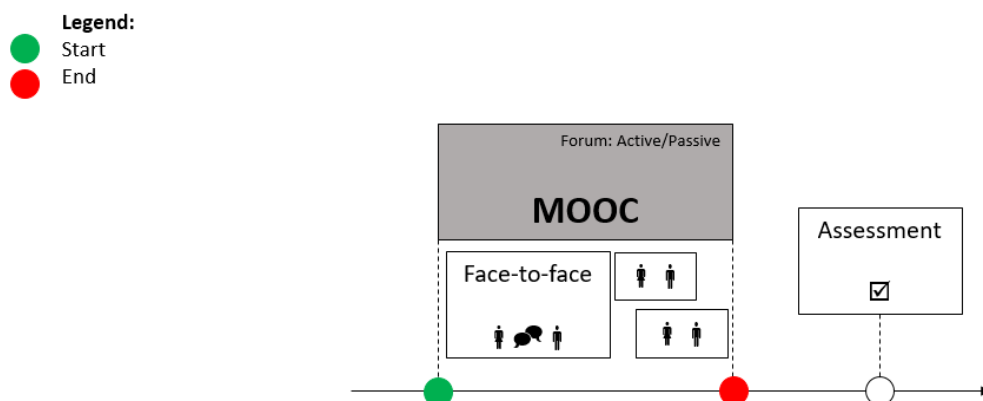 Legend:
Start
End
Forum: Active/Passive
MOOC
Assessment
Face-to-face